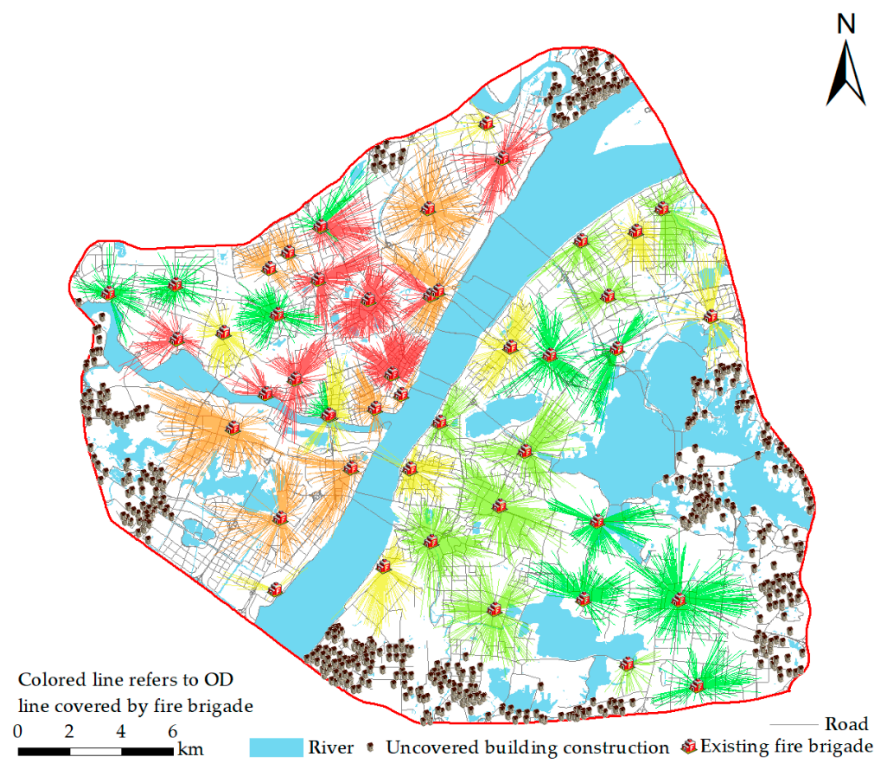 N
Colored line refers to OD
line covered by fire brigade
0 2 4 6
km
River
Uncovered building construction
Road
Existing fire brigade